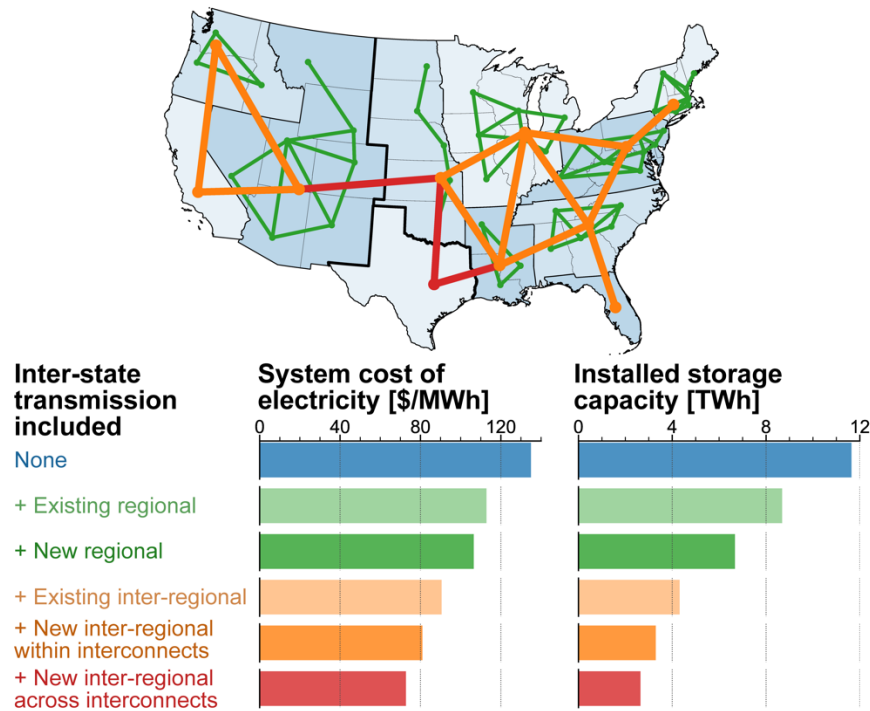 Inter-state
transmission
included
System cost of
electricity [$/MWh]
Installed storage
capacity [TWh]
0 40 80 120
0 4 8 12
None
+ Existing regional
+ New regional
+ Existing inter-regional
+ New inter-regional
within interconnects
+ New inter-regional
across interconnects